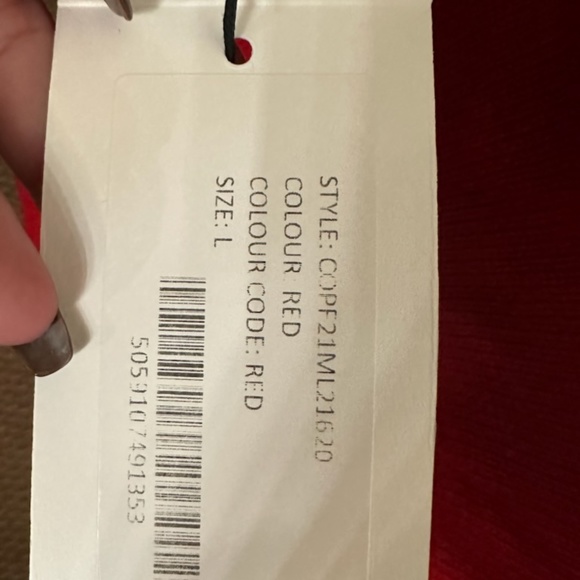 STYLE: COPF21ML21620
COLOUR: RED
COLOUR CODE: RED
SIZE: L
5059107491353